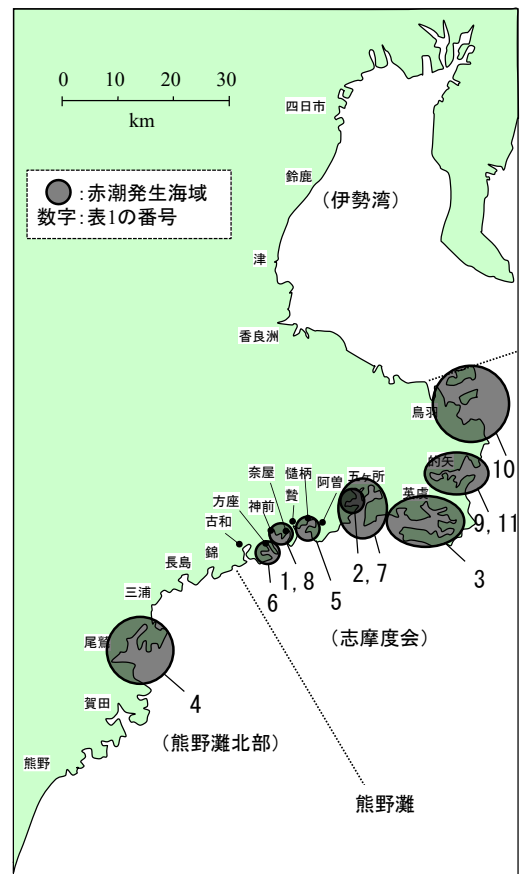 0 10 20 30
km
:赤潮発生海域
数字:表1の番号
四日市
鈴鹿
(伊勢湾)
津
香良洲
鳥羽
10
的矢
9, 11
英虞
3
五ヶ所
2, 7
阿曽
慥柄
5
贄
奈屋
神前
1, 8
方座
6
古和
錦
長島
三浦
(志摩度会)
尾鷲
4
賀田
(熊野灘北部)
熊野
熊野灘